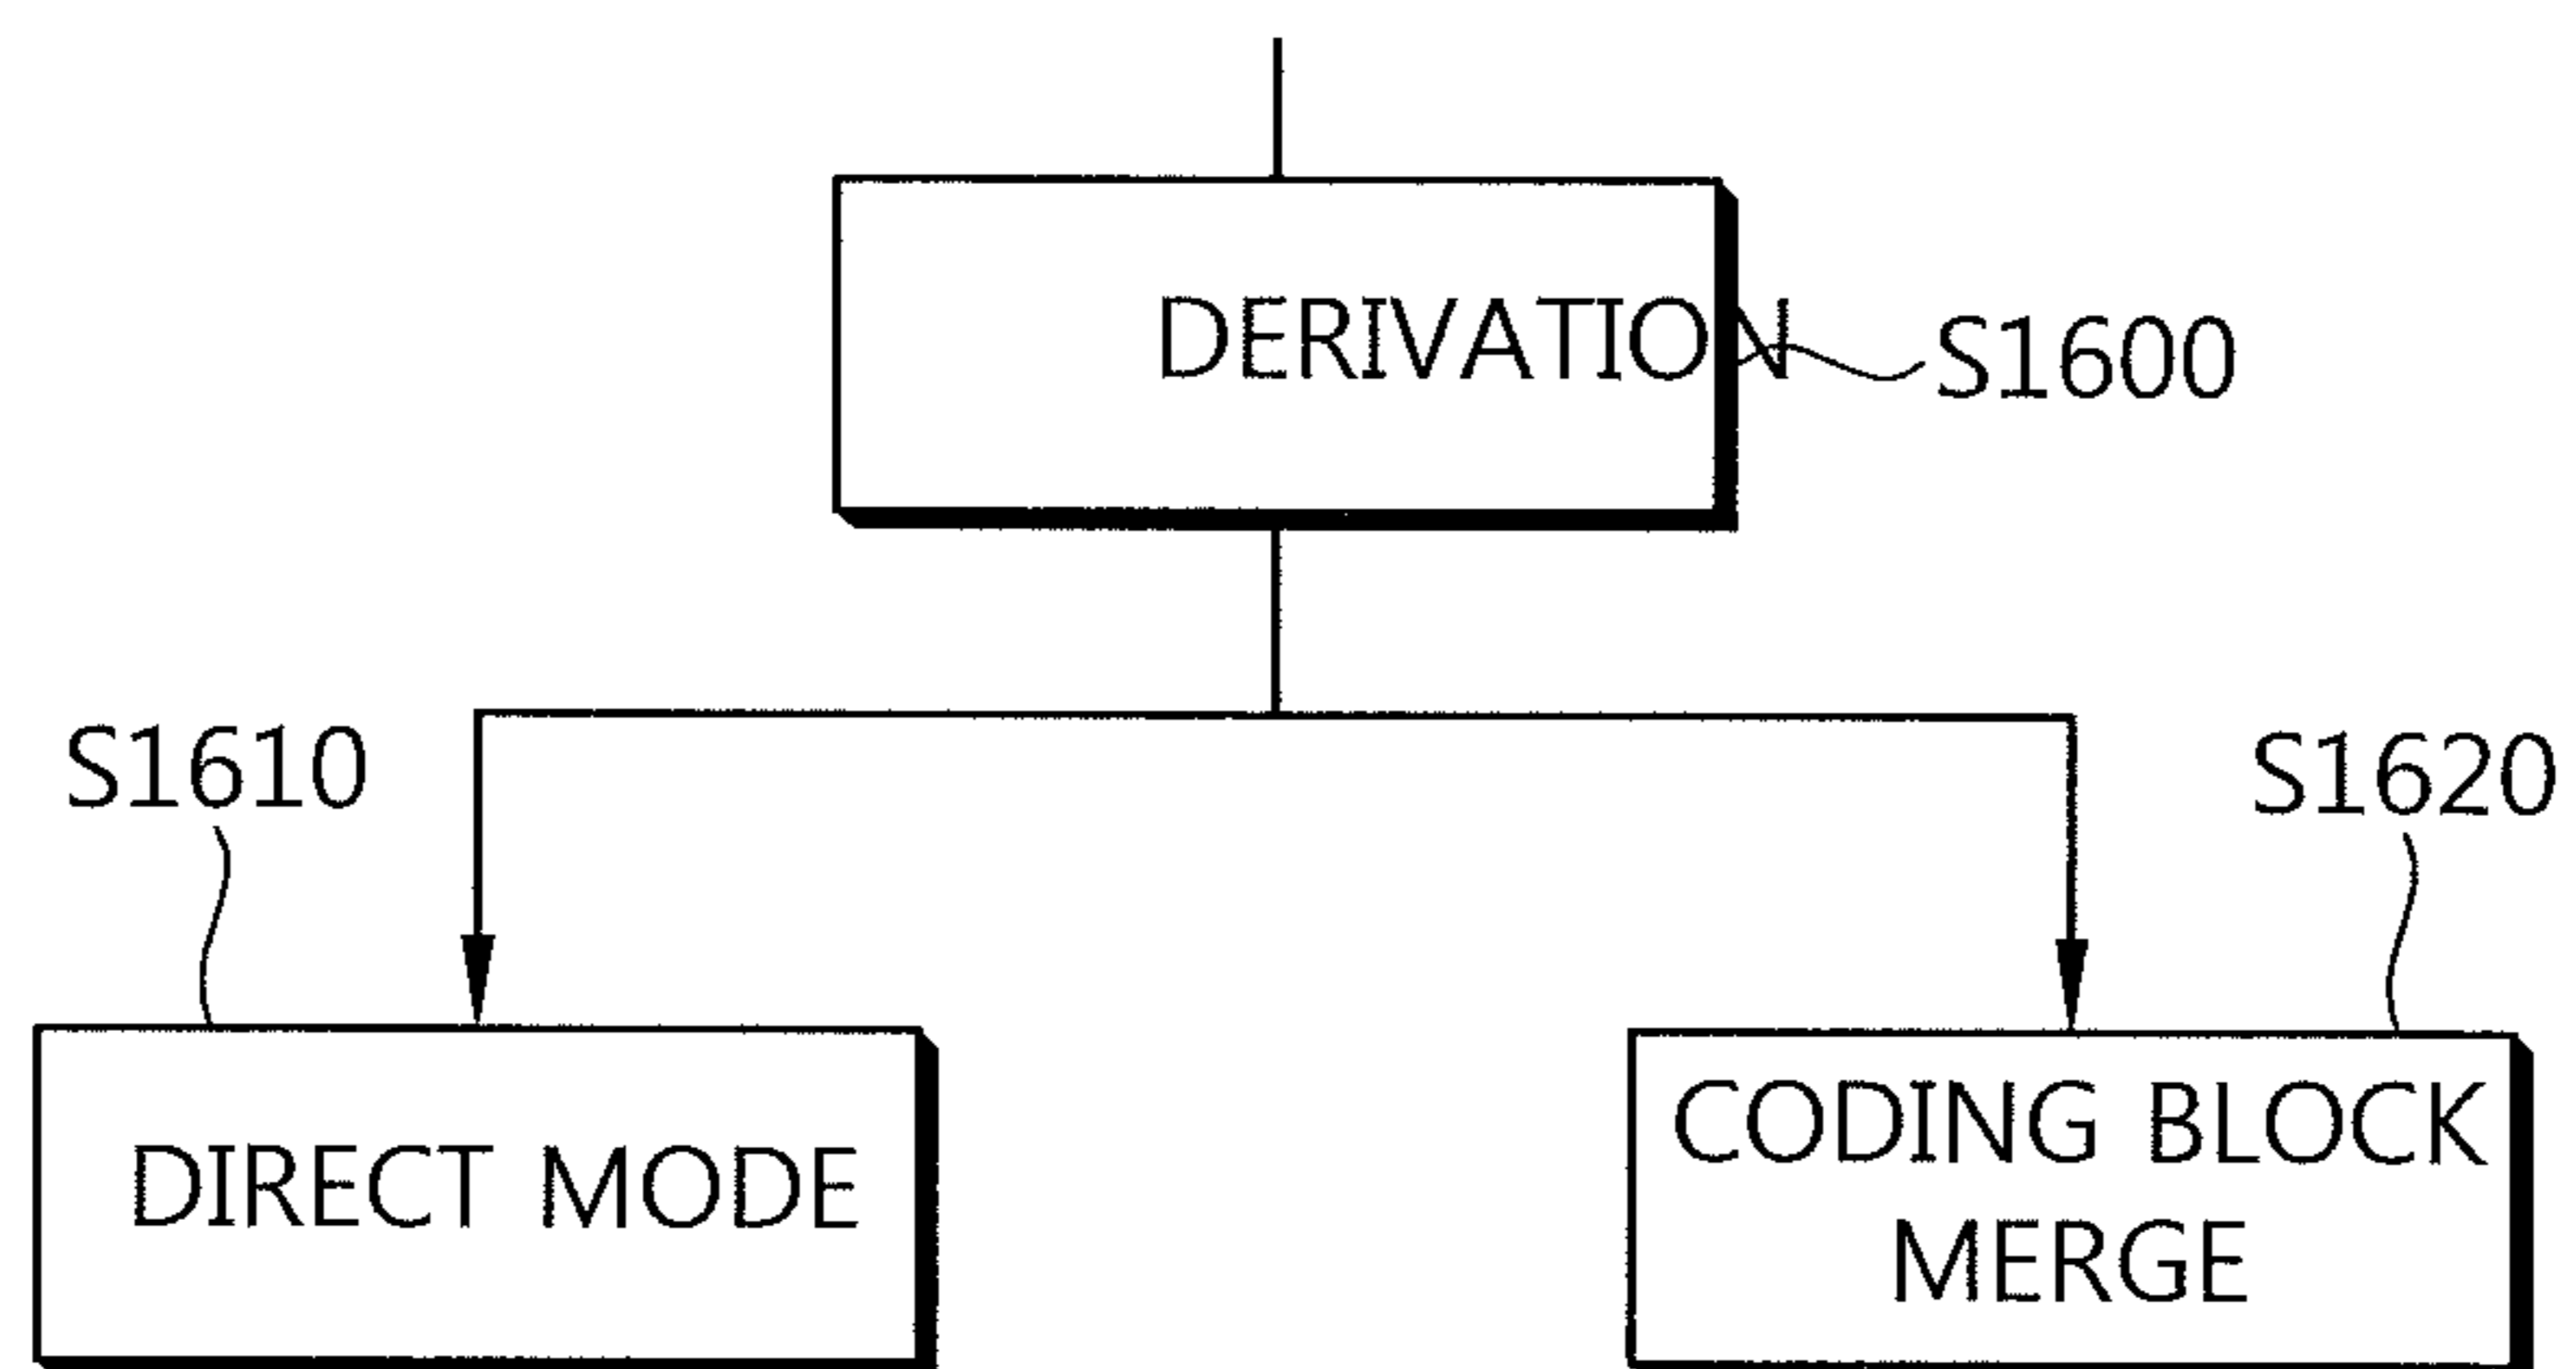 DERIVATION
S1600
S1610
S1620
DIRECT MODE
CODING BLOCK
MERGE